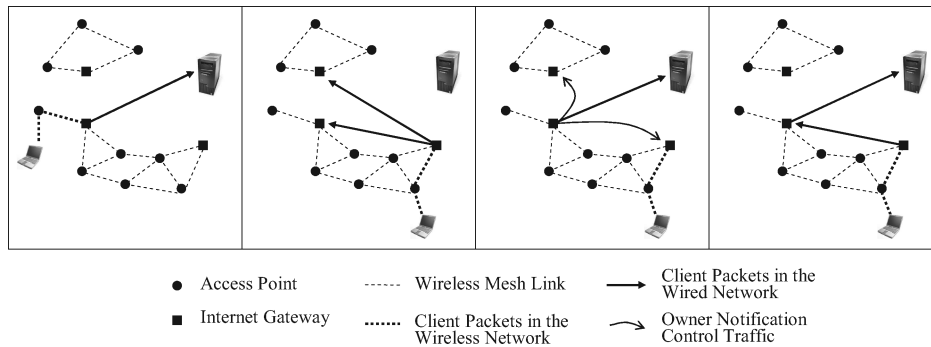 Access Point
Wireless Mesh Link
Client Packets in the
Wired Network
Internet Gateway
Client Packets in the
Wireless Network
Owner Notification
Control Traffic